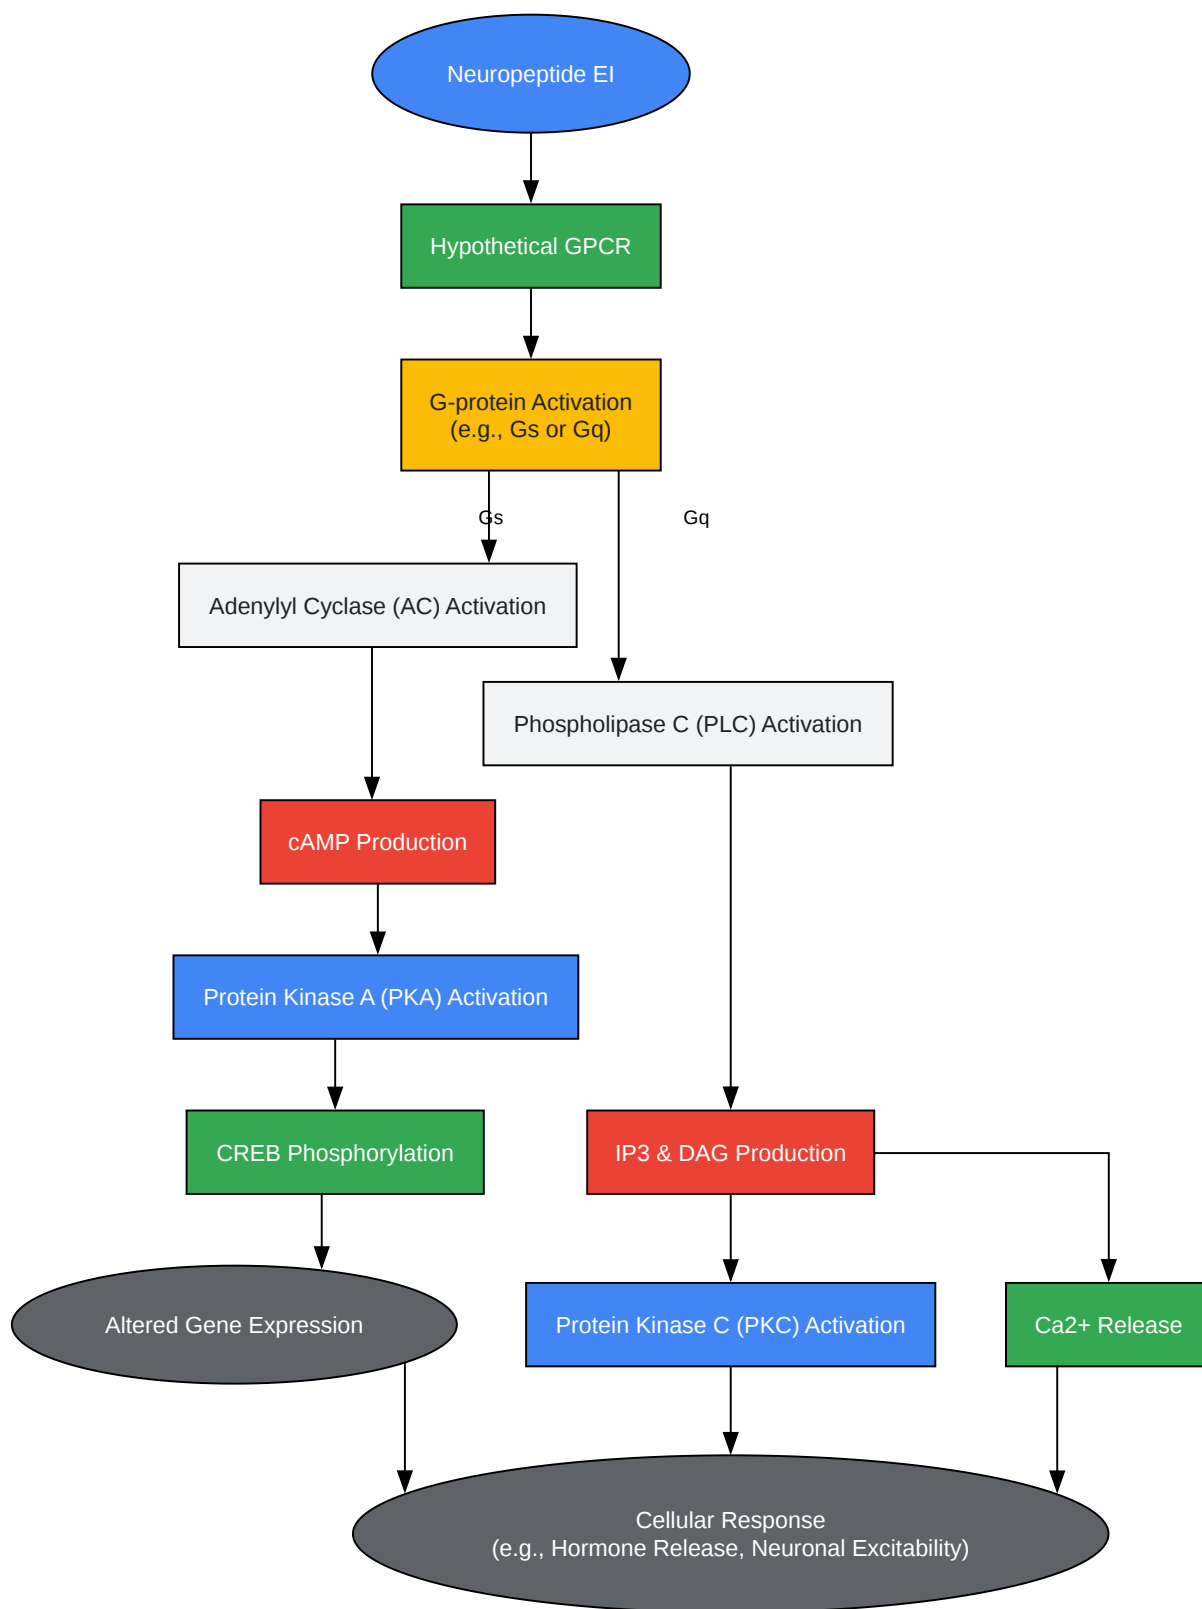 Neuropeptide EI
Hypothetical GPCR
G-protein Activation
(e.g., Gs or Gq)
Gs
Gq
Adenylyl Cyclase (AC) Activation
Phospholipase C (PLC) Activation
cAMP Production
Protein Kinase A (PKA) Activation
CREB Phosphorylation
IP3 & DAG Production
Altered Gene Expression
Protein Kinase C (PKC) Activation
Ca2+ Release
Cellular Response
(e.g., Hormone Release, Neuronal Excitability)